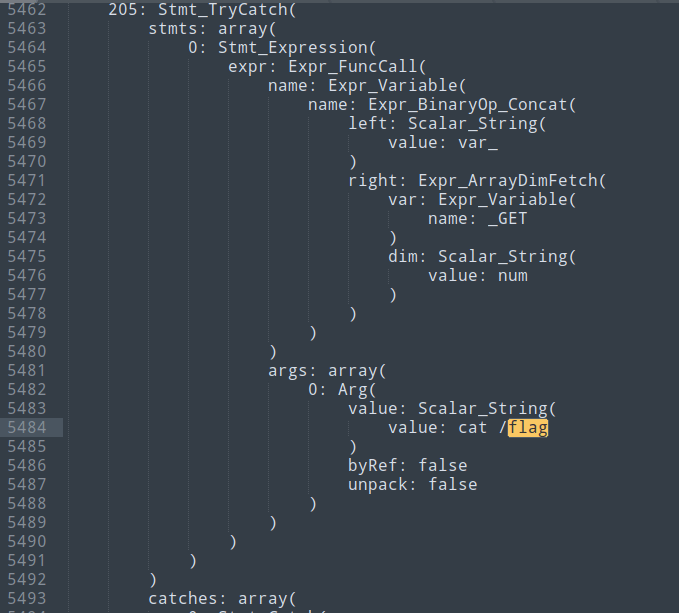 5462 205: Stmt_TryCatch(
5463 stmts: array(
5464 0: Stmt_Expression(
5465 expr: Expr_FuncCall(
5466 name: Expr_Variable(
5467 name: Expr_BinaryOp_Concat(
5468 left: Scalar_String(
5469 value: var_
5470 )
5471 right: Expr_ArrayDimFetch(
5472 var: Expr_Variable(
5473 name: _GET
5474 )
5475 dim: Scalar_String(
5476 value: num
5477 )
5478 )
5479 )
5480 )
5481 args: array(
5482 0: Arg(
5483 value: Scalar_String(
5484 value: cat /flag
5485 )
5486 byRef: false
5487 unpack: false
5488 )
5489 )
5490 )
5491 )
5492 )
5493 catches: array(